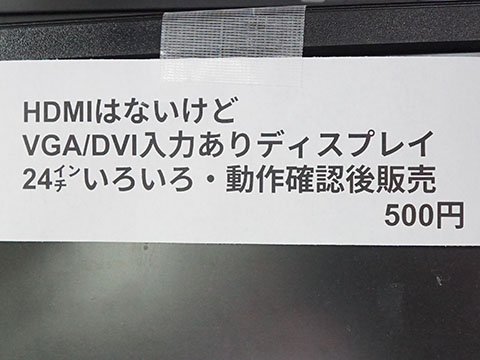 HDMIはないけど
VGA/DVI入力ありディスプレイ
24㌅いろいろ・動作確認後販売
500円